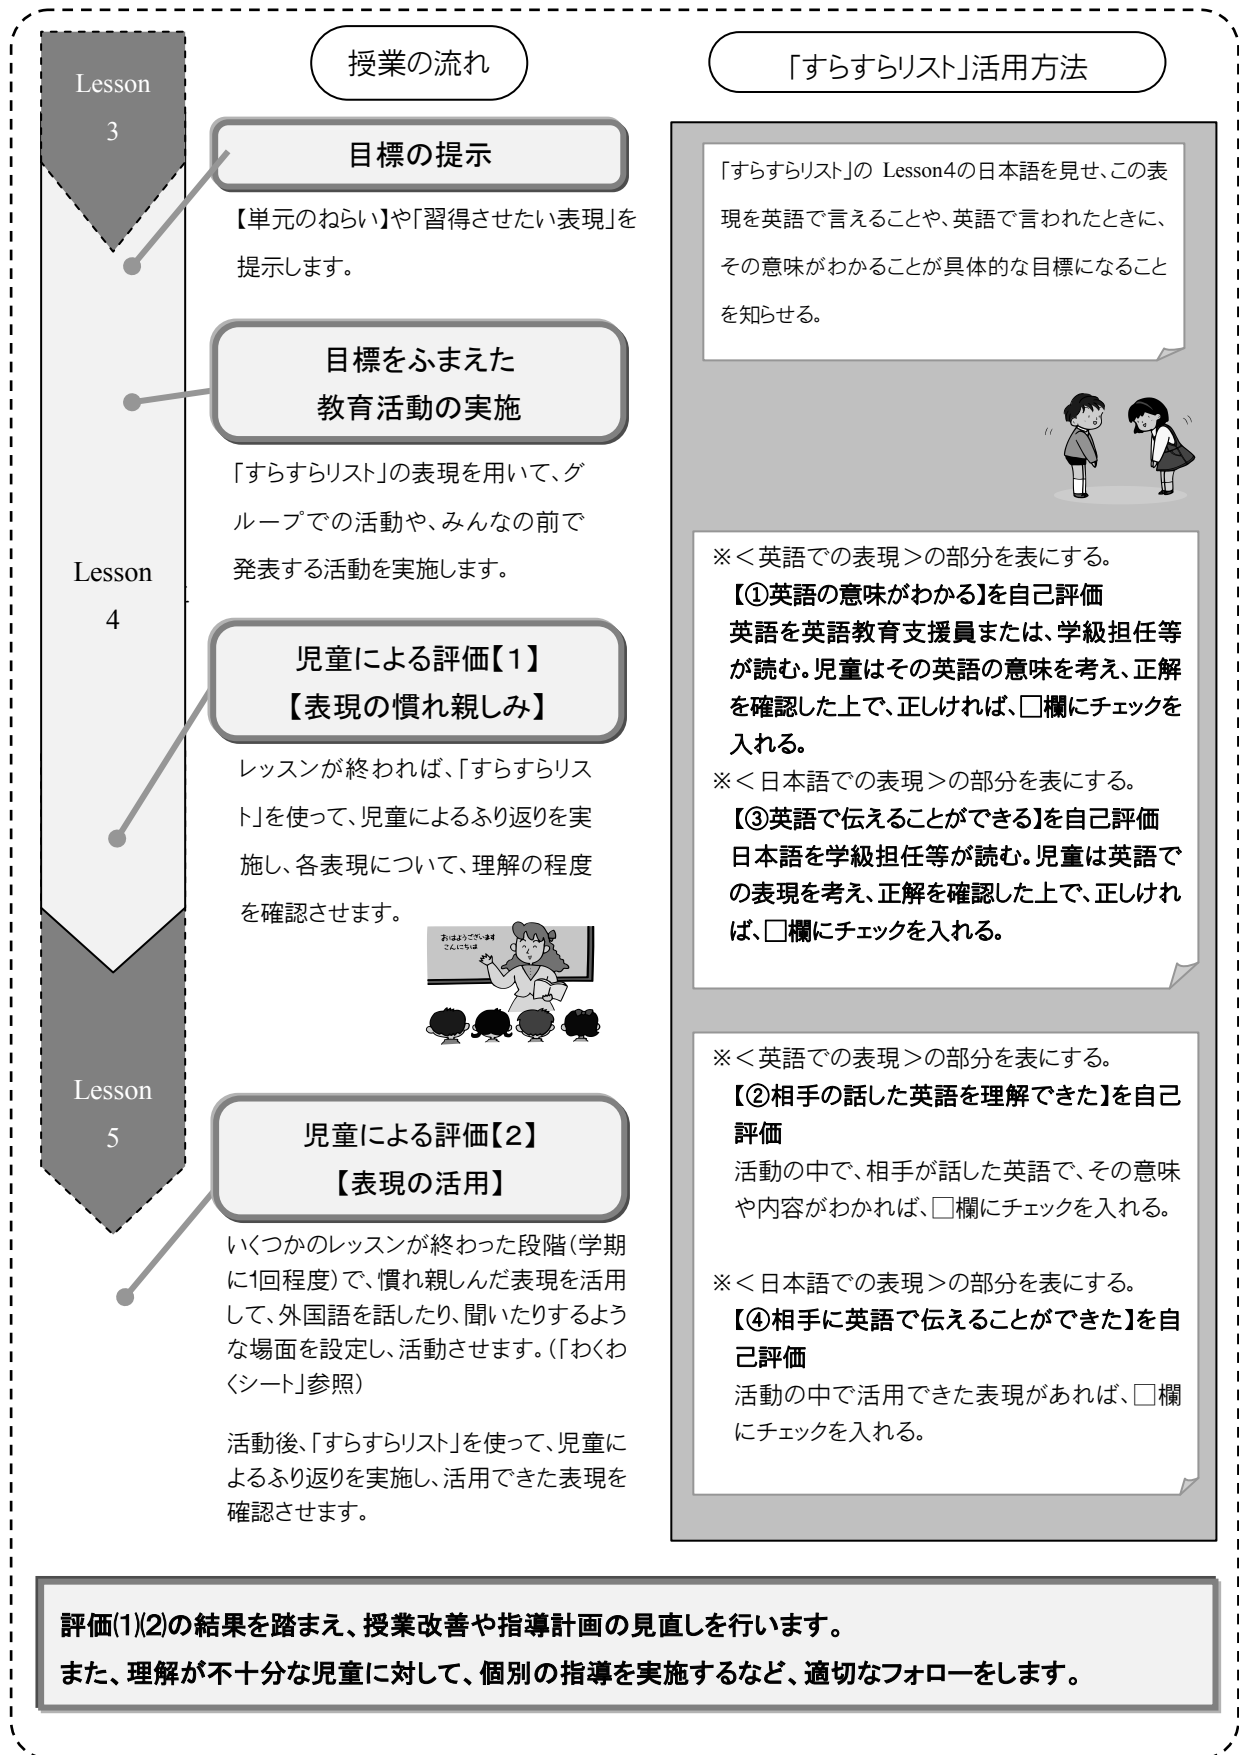 Lesson
3
授業の流れ
「すらすらリスト」活用方法
目標の提示
【単元のねらい】や「習得させたい表現」を
提示します。
「すらすらリスト」の Lesson4の日本語を見せ、この表
現を英語で言えることや、英語で言われたときに、
その意味がわかることが具体的な目標になること
を知らせる。
目標をふまえた
教育活動の実施
「すらすらリスト」の表現を用いて、グ
ループでの活動や、みんなの前で
発表する活動を実施します。
Lesson
4
児童による評価【1】
【表現の慣れ親しみ】
レッスンが終われば、「すらすらリス
ト」を使って、児童によるふり返りを実
施し、各表現について、理解の程度
を確認させます。
おはようございます
こんにちは
※＜英語での表現＞の部分を表にする。
【①英語の意味がわかる】を自己評価
英語を英語教育支援員または、学級担任等
が読む。児童はその英語の意味を考え、正解
を確認した上で、正しければ、□欄にチェックを
入れる。
※＜日本語での表現＞の部分を表にする。
【③英語で伝えることができる】を自己評価
日本語を学級担任等が読む。児童は英語で
の表現を考え、正解を確認した上で、正しけれ
ば、□欄にチェックを入れる。
Lesson
5
児童による評価【2】
【表現の活用】
いくつかのレッスンが終わった段階（学期
に1回程度）で、慣れ親しんだ表現を活用
して、外国語を話したり、聞いたりするよう
な場面を設定し、活動させます。（「わくわ
くシート」参照）
活動後、「すらすらリスト」を使って、児童に
よるふり返りを実施し、活用できた表現を
確認させます。
※＜英語での表現＞の部分を表にする。
【②相手の話した英語を理解できた】を自己
評価
活動の中で、相手が話した英語で、その意味
や内容がわかれば、□欄にチェックを入れる。
※＜日本語での表現＞の部分を表にする。
【④相手に英語で伝えることができた】を自
己評価
活動の中で活用できた表現があれば、□欄
にチェックを入れる。
評価(1)(2)の結果を踏まえ、授業改善や指導計画の見直しを行います。
また、理解が不十分な児童に対して、個別の指導を実施するなど、適切なフォローをします。